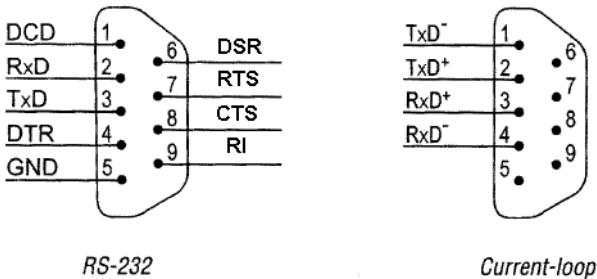 DCD 1
6 DSR
RxD 2
7 RTS
TxD 3
8 CTS
DTR 4
9 RI
GND 5
RS-232
TxD⁻ 1
6
TxD⁺ 2
7
RxD⁺ 3
8
RxD⁻ 4
9
5
Current-loop